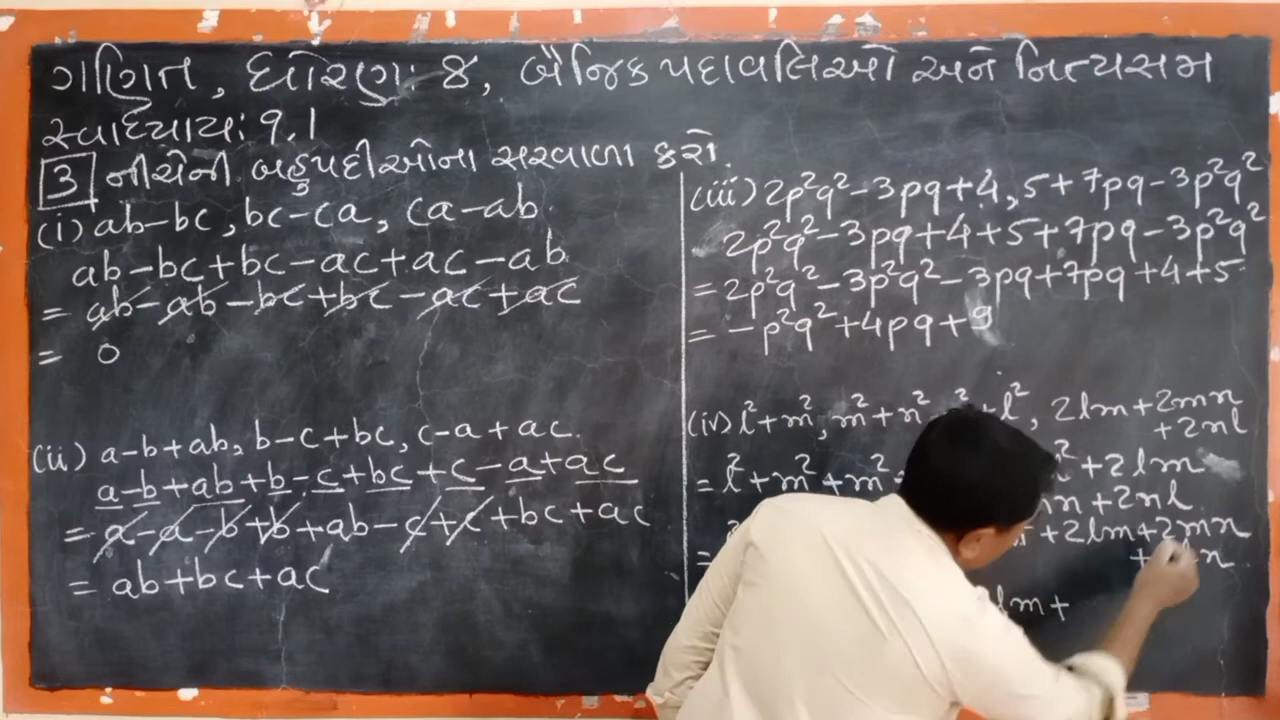 ગણિત, ધોરણ: ૪, બૈજિક પદાવલિઓ અને નિત્યસમ
સ્વાધ્યાય: 9.1
3 નીચેની બહુપદીઓના સરવાળા કરો.
(i) ab-bc, bc-ca, ca-ab.
ab-bc+bc-ac+ac-ab
= ab-ab-bc+bc-ac+ac
= 0
(ii) a-b+ab, b-c+bc, c-a+ac.
a-b+ab+b-c+bc+c-a+ac
= a-a-b+b+ab-c+c+bc+ac
= ab+bc+ac
(iii) 2p²q²-3pq+4, 5+7pq-3p²q²
2p²q²-3pq+4+5+7pq-3p²q²
= 2p²q²-3p²q²-3pq+7pq+4+5
= -p²q²+4pq+9
(iv) l²+m², m²+n², +l², 2lm+2mn
+2nl
= l²+m²+m² +2lm
+2nl
+2lm+2mn
=
lm+